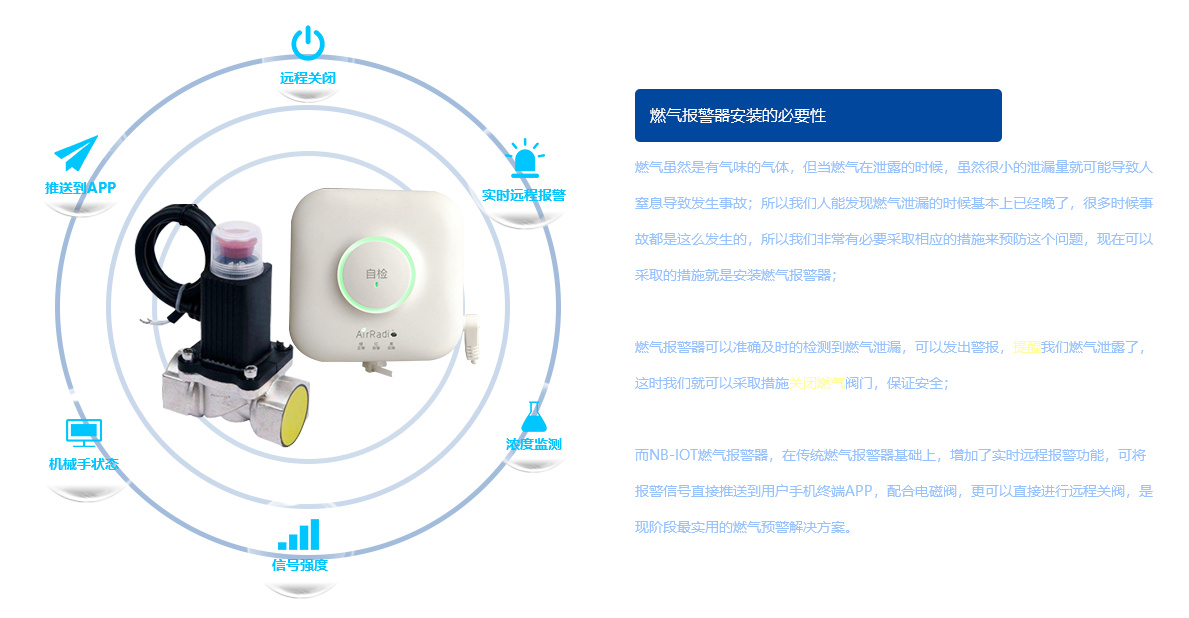 远程关闭
推送到APP
实时远程报警
自检
AirRadio
机械手状态
浓度监测
信号强度
燃气报警器安装的必要性
燃气虽然是有气味的气体，但当燃气在泄露的时候，虽然很小的泄漏量就可能导致人
窒息导致发生事故；所以我们人能发现燃气泄漏的时候基本上已经晚了，很多时候事
故都是这么发生的，所以我们非常有必要采取相应的措施来预防这个问题，现在可以
采取的措施就是安装燃气报警器；
燃气报警器可以准确及时的检测到燃气泄漏，可以发出警报，提醒我们燃气泄露了，
这时我们就可以采取措施关闭燃气阀门，保证安全；
而NB-IOT燃气报警器，在传统燃气报警器基础上，增加了实时远程报警功能，可将
报警信号直接推送到用户手机终端APP，配合电磁阀，更可以直接进行远程关阀，是
现阶段最实用的燃气预警解决方案。